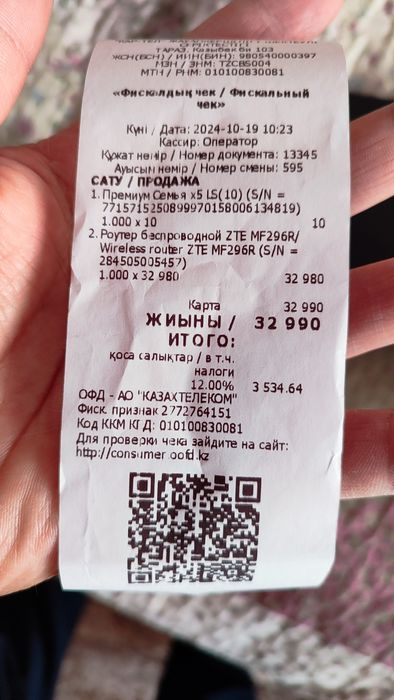 ТАРАЗ, Казыбек би 103
ЖСН(БСН) / ИИН(БИН): 980540000397
МЗН / ЗНМ: TZCBS004
МТН / РНМ: 010100830081
«Фискалдық чек / Фискальный
чек»
Күні / Дата: 2024-10-19 10:23
Кассир: Оператор
Құжат нөмір / Номер документа: 13345
Ауысым нөмір / Номер смены: 595
САТУ / ПРОДАЖА
1. Премиум Семья x5 LS(10) (S/N =
7715715250899970158006134819)
1.000 x 10 10
2. Роутер беспроводной ZTE MF296R/
Wireless router ZTE MF296R (S/N =
284505005457)
1.000 x 32 980 32 980
Карта 32 990
ЖИЫНЫ / 32 990
ИТОГО:
қоса салықтар / в т.ч.
налоги
12.00% 3 534.64
ОФД - АО "КАЗАХТЕЛЕКОМ"
Фиск. признак 2772764151
Код ККМ КГД: 010100830081
Для проверки чека зайдите на сайт:
http://consumer.oofd.kz